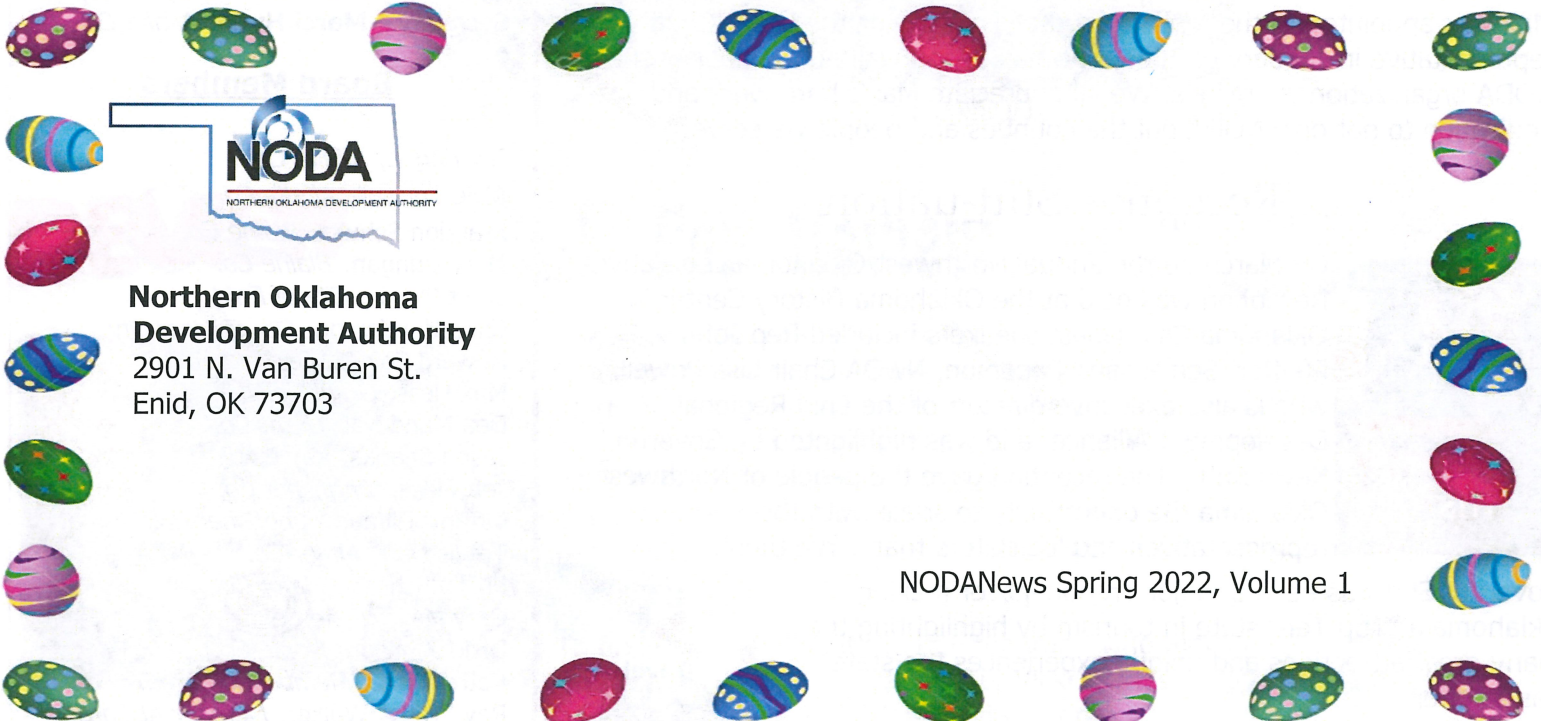 NODA
NORTHERN OKLAHOMA DEVELOPMENT AUTHORITY
Northern Oklahoma
Development Authority
2901 N. Van Buren St.
Enid, OK 73703
NODANews Spring 2022, Volume 1